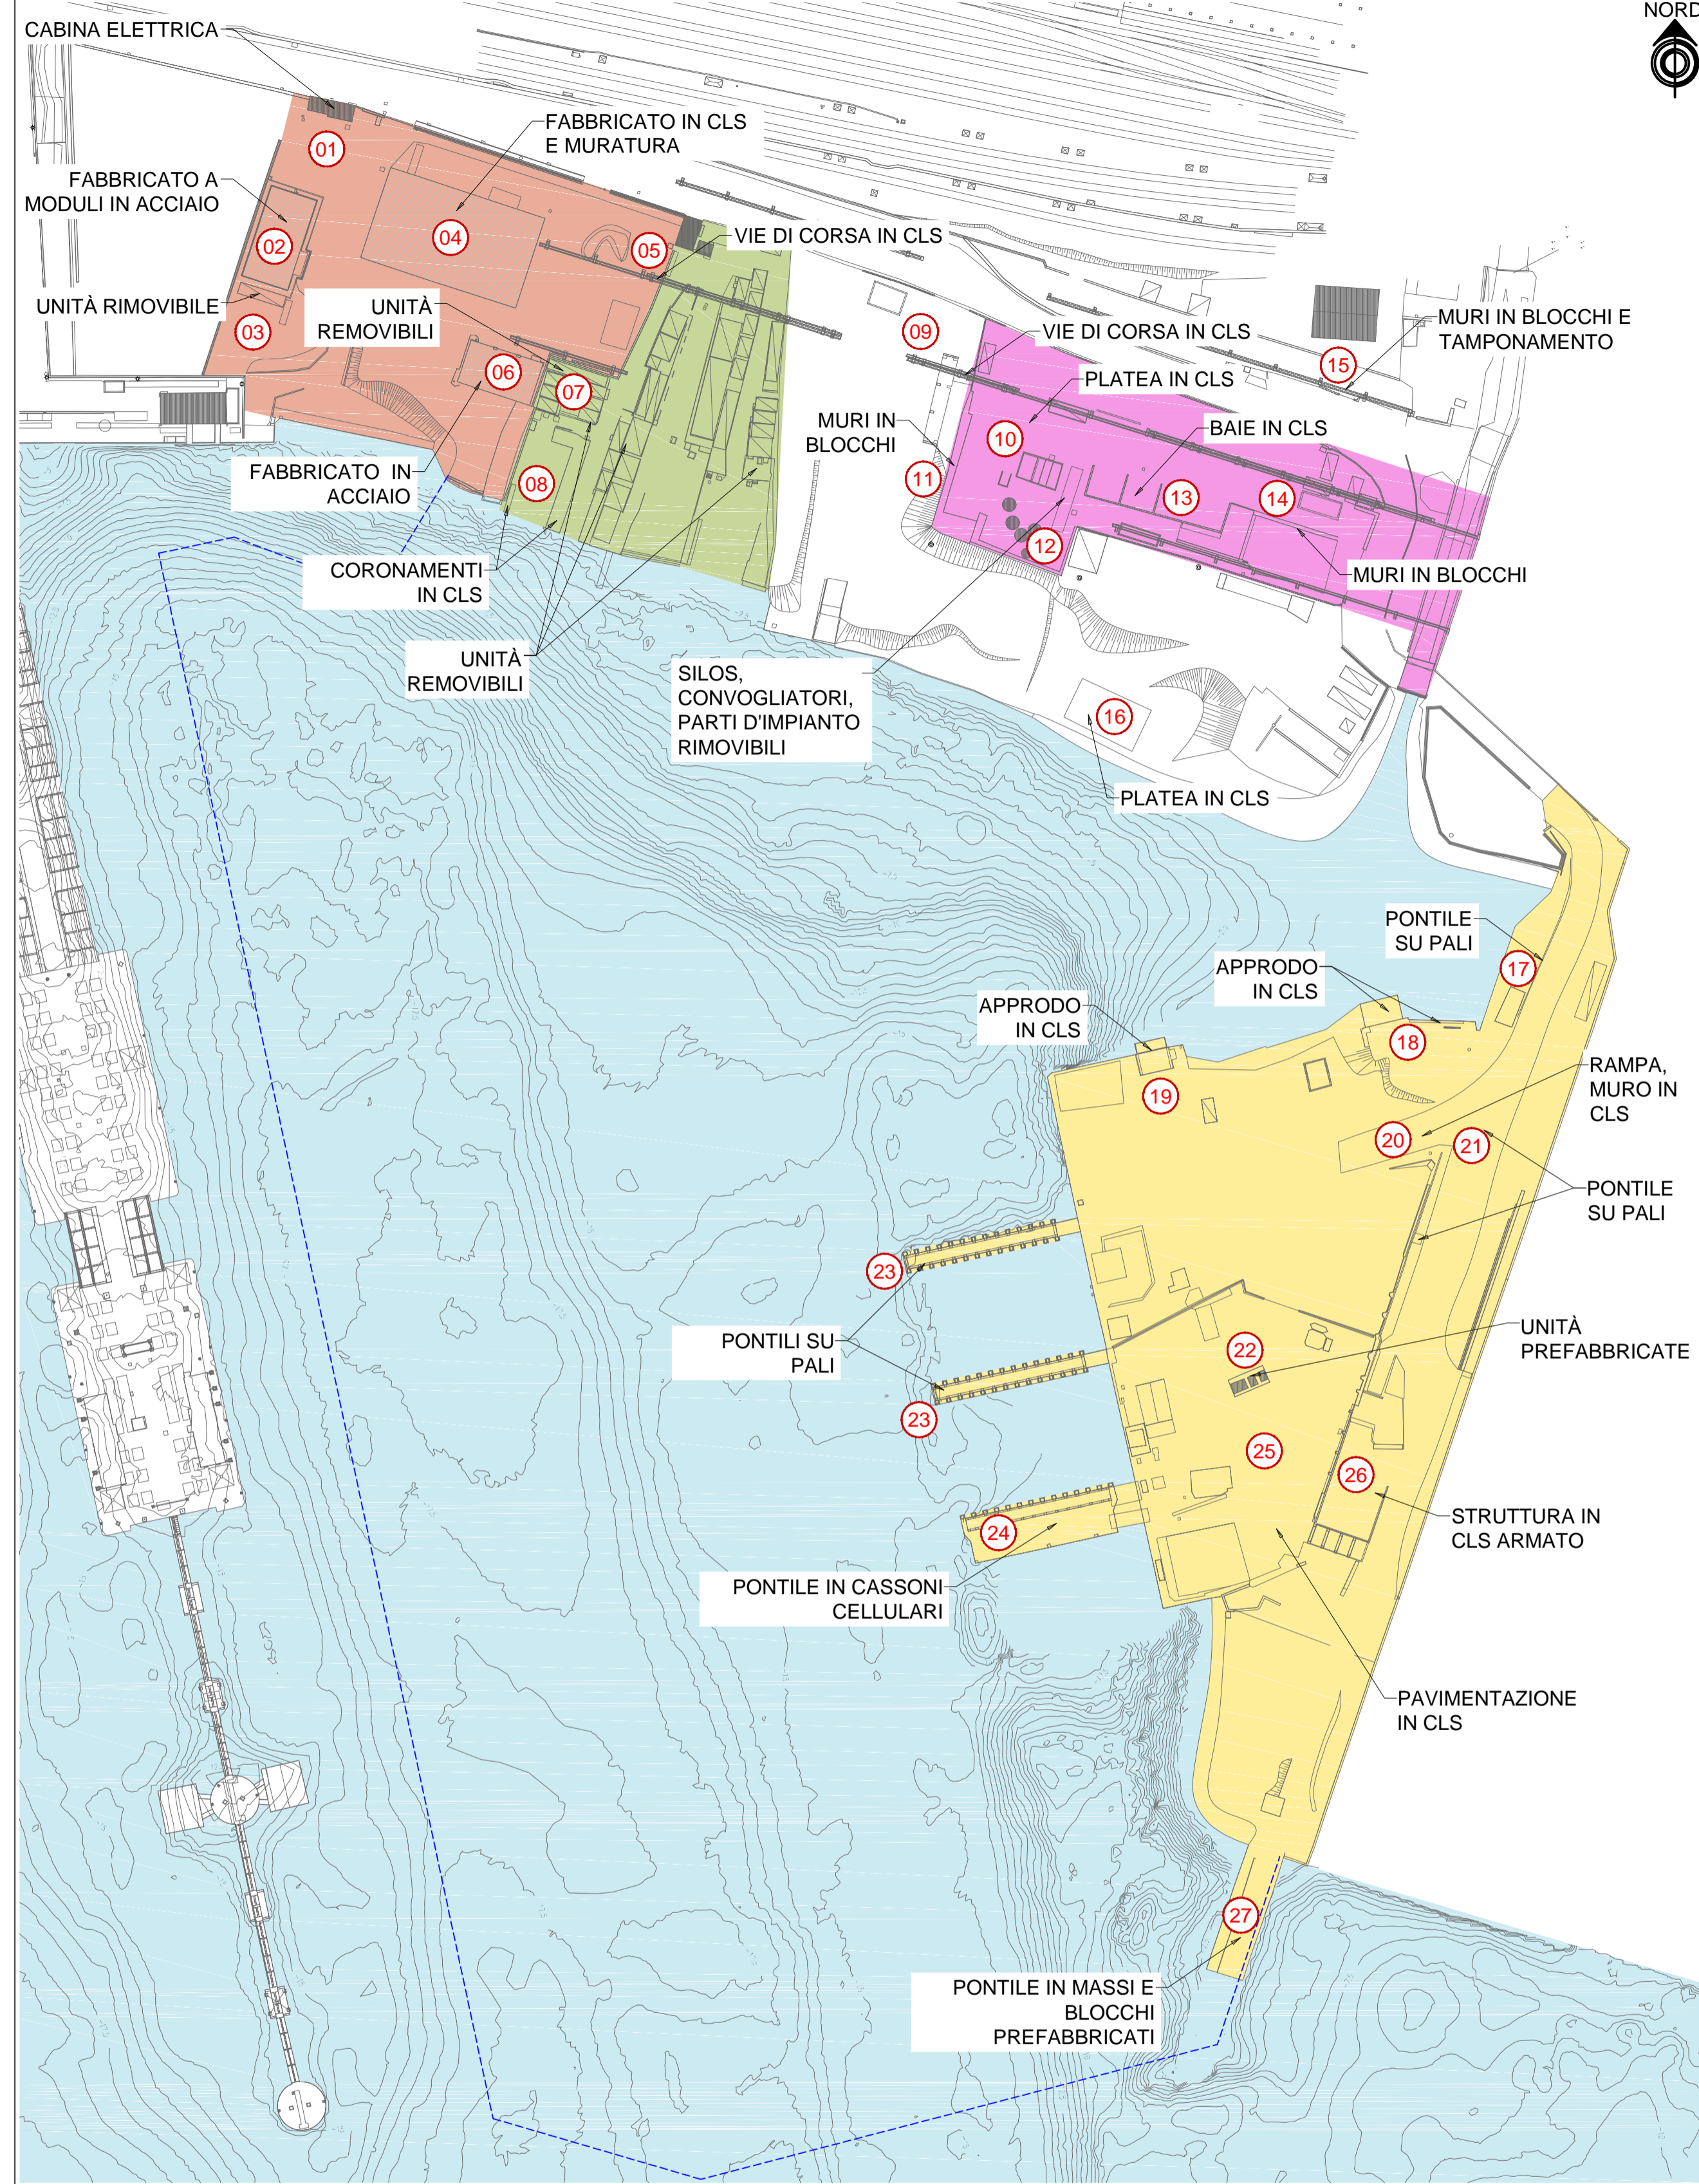 NORD
CABINA ELETTRICA
01
FABBRICATO IN CLS
E MURATURA
FABBRICATO A
MODULI IN ACCIAIO
02
04
05
VIE DI CORSA IN CLS
UNITÀ RIMOVIBILE
03
UNITÀ
REMOVIBILI
06
07
09
VIE DI CORSA IN CLS
MURI IN BLOCCHI E
TAMPONAMENTO
15
PLATEA IN CLS
MURI IN
BLOCCHI
10
BAIE IN CLS
FABBRICATO IN
ACCIAIO
08
11
13
14
12
CORONAMENTI
IN CLS
MURI IN BLOCCHI
UNITÀ
REMOVIBILI
SILOS,
CONVOGLIATORI,
PARTI D'IMPIANTO
RIMOVIBILI
16
PLATEA IN CLS
PONTILE
SU PALI
17
APPRODO
IN CLS
APPRODO
IN CLS
18
19
RAMPA,
MURO IN
CLS
20
21
PONTILE
SU PALI
23
PONTILI SU
PALI
22
UNITÀ
PREFABBRICATE
23
25
26
24
STRUTTURA IN
CLS ARMATO
PONTILE IN CASSONI
CELLULARI
PAVIMENTAZIONE
IN CLS
27
PONTILE IN MASSI E
BLOCCHI
PREFABBRICATI